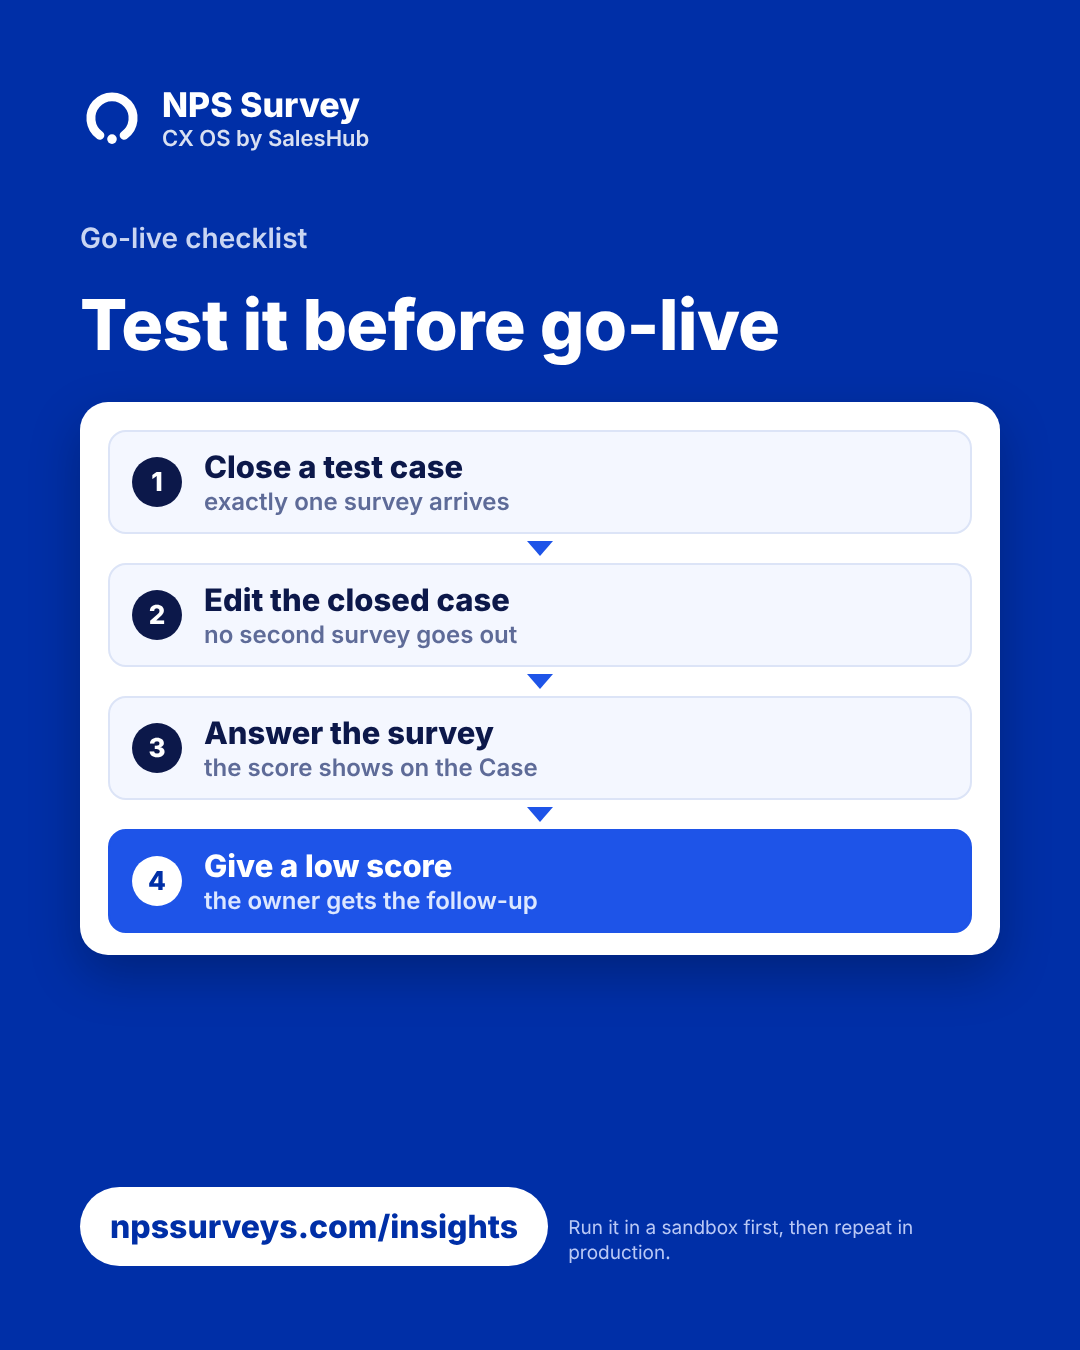 NPS Survey
CX OS by SalesHub
Go-live checklist
Test it before go-live
1
Close a test case
exactly one survey arrives
2
Edit the closed case
no second survey goes out
3
Answer the survey
the score shows on the Case
4
Give a low score
the owner gets the follow-up
npssurveys.com/insights
Run it in a sandbox first, then repeat in
production.